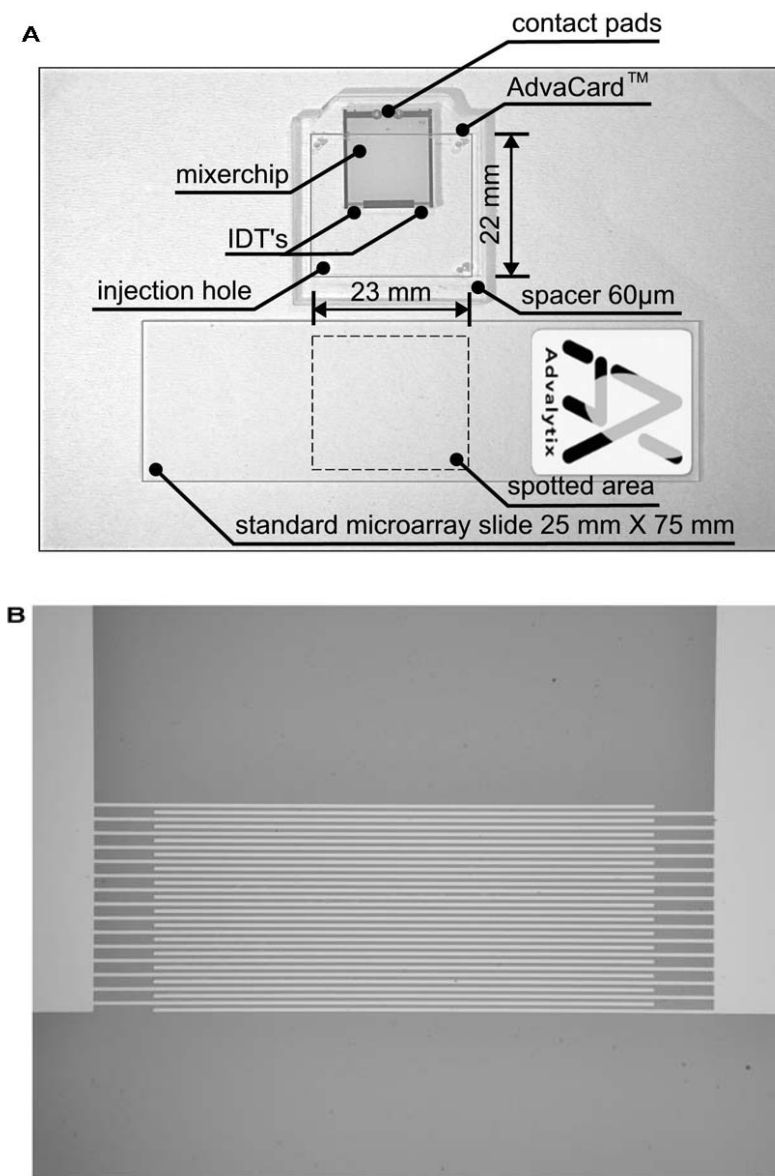 A
contact pads
AdvaCard™
mixerchip
22 mm
IDT's
injection hole
23 mm
spacer 60µm
Advalytix
spotted area
standard microarray slide 25 mm X 75 mm
B